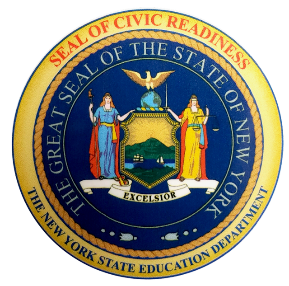 SEAL OF CIVIC READINESS
THE GREAT SEAL OF THE STATE OF NEW YORK
EXCELSIOR
THE NEW YORK STATE EDUCATION DEPARTMENT